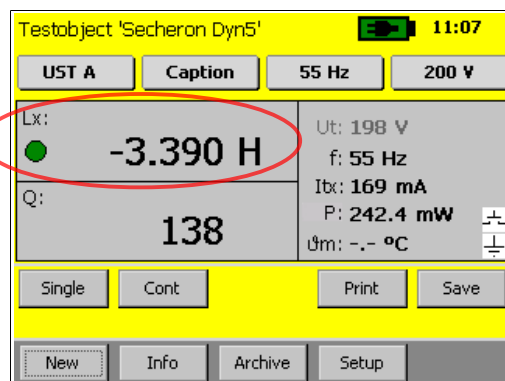 Testobject 'Secheron Dyn5' 11:07
UST A Caption 55 Hz 200 V
Lx:
-3.390 H
Q:
138
Ut: 198 V
f: 55 Hz
Itx: 169 mA
P: 242.4 mW
ϑm: -.- ºC
Single Cont Print Save
New Info Archive Setup